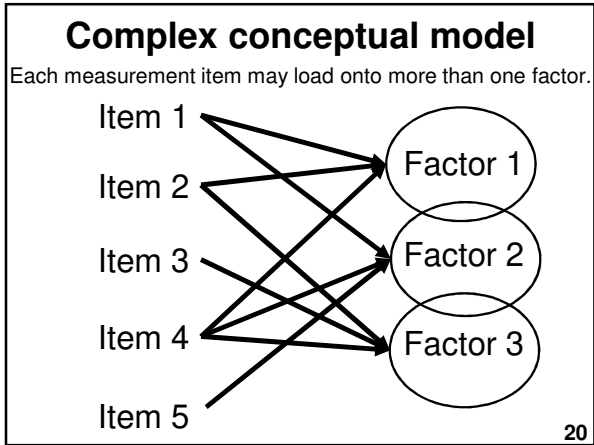 Complex conceptual model
Each measurement item may load onto more than one factor.
Item 1
Item 2
Item 3
Item 4
Item 5
Factor 1
Factor 2
Factor 3
20